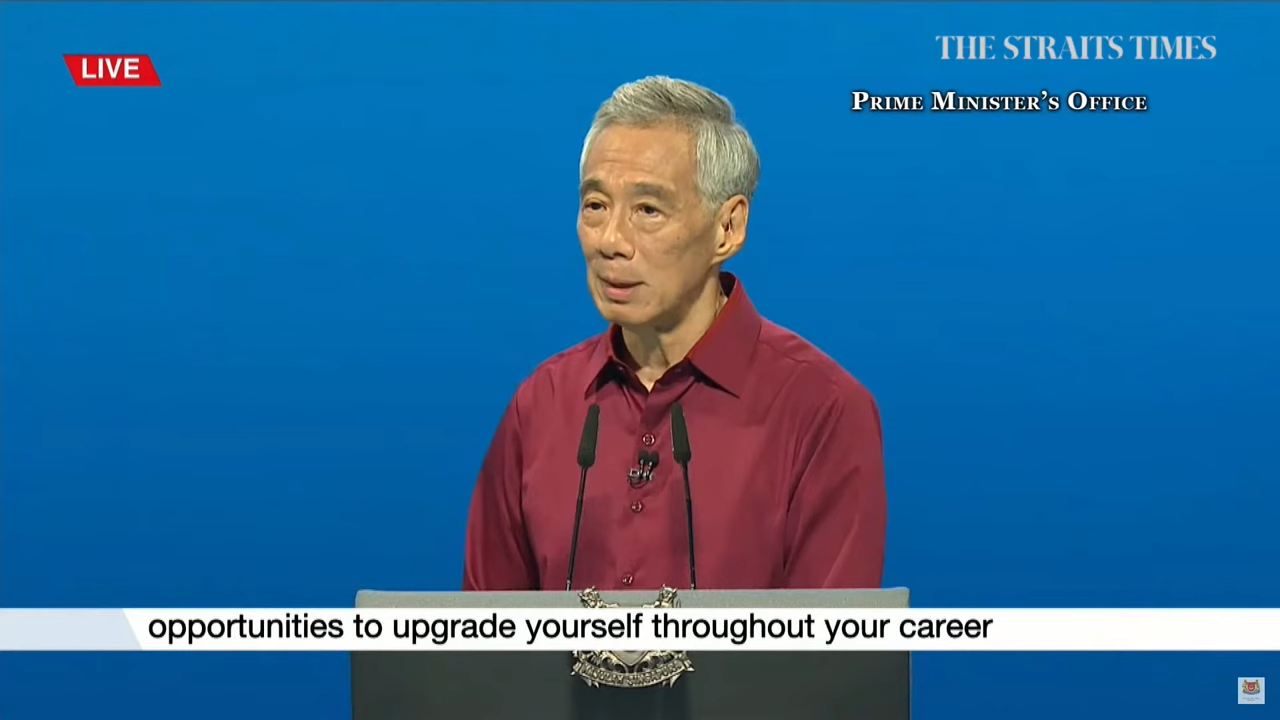 LIVE
THE STRAITS TIMES
PRIME MINISTER'S OFFICE
opportunities to upgrade yourself throughout your career